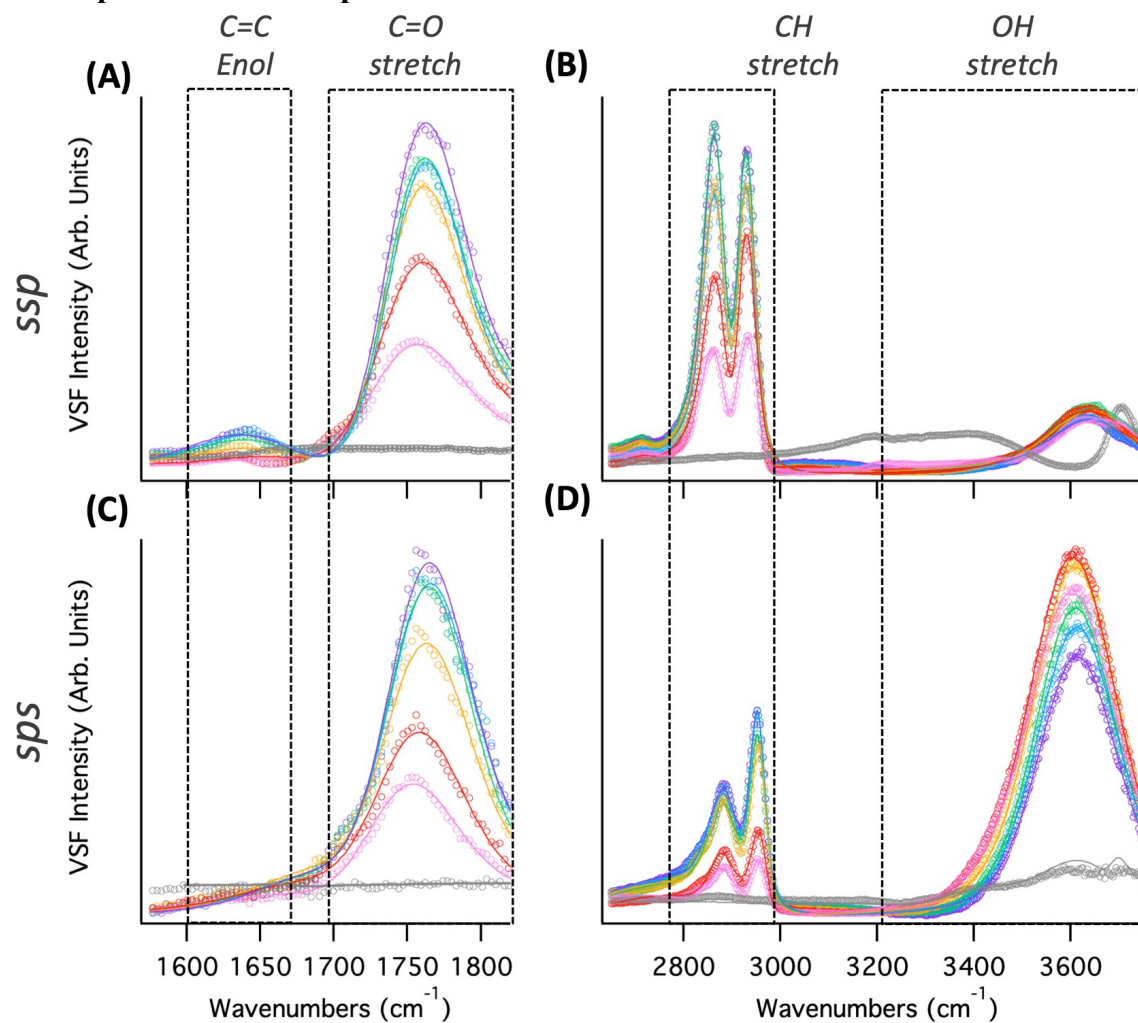 C=C
Enol
C=O
stretch
CH
stretch
OH
stretch
(A)
(B)
ssp
VSF Intensity (Arb. Units)
(C)
(D)
sps
VSF Intensity (Arb. Units)
1600 1650 1700 1750 1800
2800 3000 3200 3400 3600
Wavenumbers (cm⁻¹)
Wavenumbers (cm⁻¹)